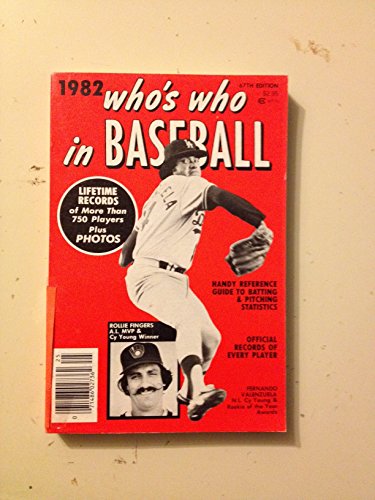 1982 who's who
in BASEBALL
67TH EDITION
$2.95
LIFETIME
RECORDS
of More Than
750 Players
Plus
PHOTOS
ELA
HANDY REFERENCE
GUIDE TO BATTING
& PITCHING
STATISTICS
OFFICIAL
RECORDS OF
EVERY PLAYER
ROLLIE FINGERS
A.L. MVP &
Cy Young Winner
FERNANDO
VALENZUELA
N.L. Cy Young &
Rookie of the Year
Awards